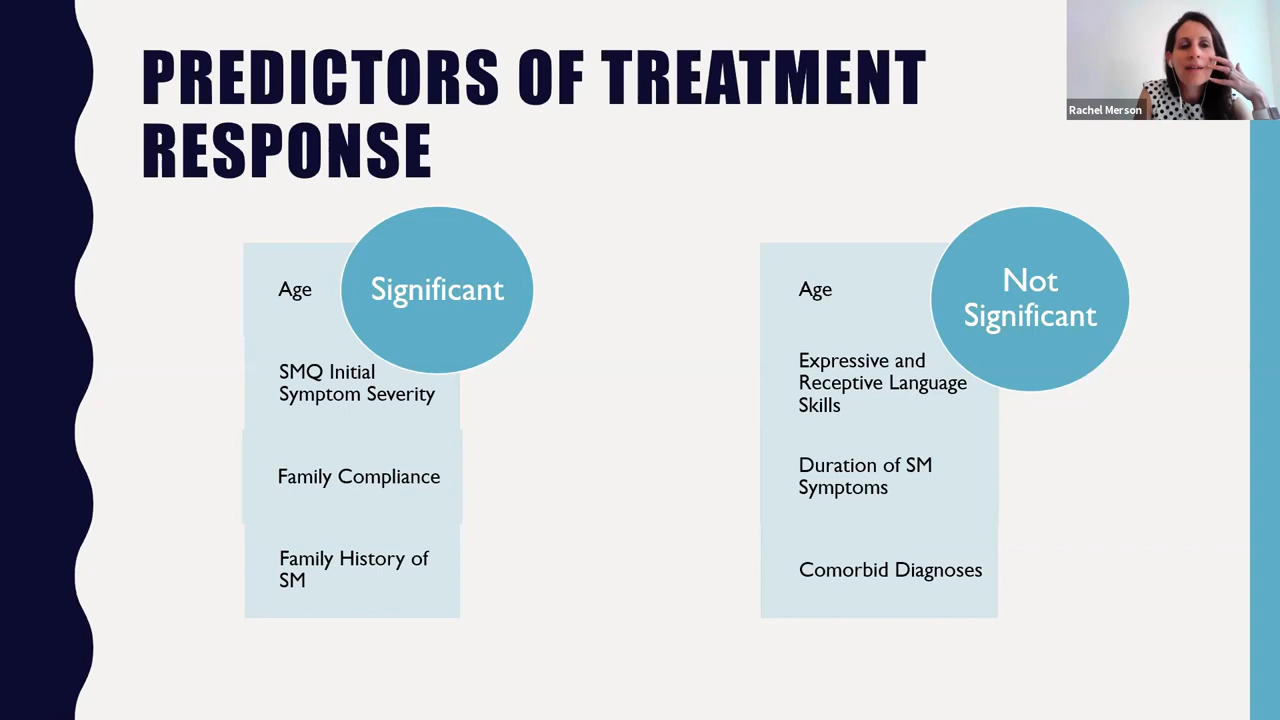 PREDICTORS OF TREATMENT
RESPONSE
Rachel Merson
Significant
Age
SMQ Initial
Symptom Severity
Family Compliance
Family History of
SM
Not
Significant
Age
Expressive and
Receptive Language
Skills
Duration of SM
Symptoms
Comorbid Diagnoses